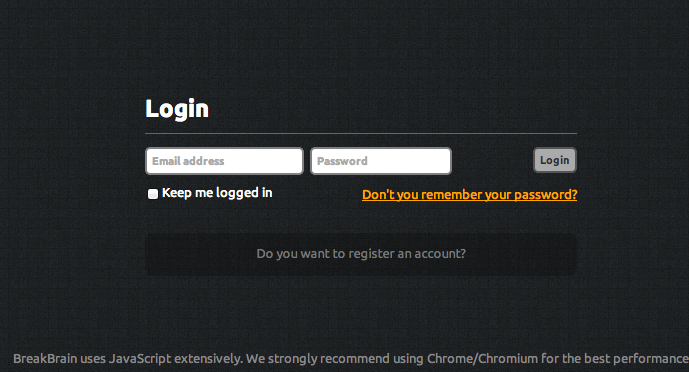 Login
Email address Password Login
Keep me logged in Don't you remember your password?
Do you want to register an account?
BreakBrain uses JavaScript extensively. We strongly recommend using Chrome/Chromium for the best performance